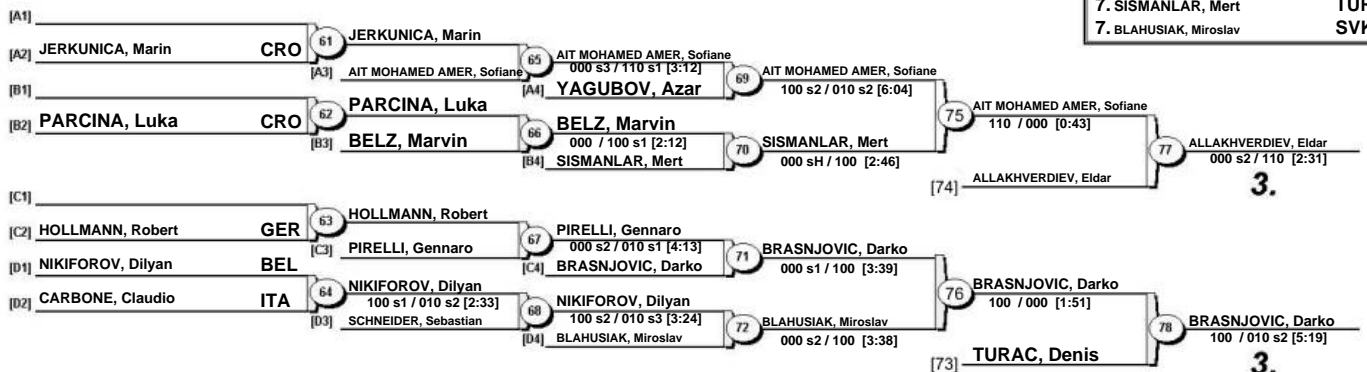 7. SISMANLAR, Mert TUR
7. BLAHUSIAK, Miroslav SVK
[A1]
[A2] JERKUNICA, Marin CRO
61
JERKUNICA, Marin
[A3] AIT MOHAMED AMER, Sofiane
65
AIT MOHAMED AMER, Sofiane
000 s3 / 110 s1 [3:12]
[A4] YAGUBOV, Azar
69
AIT MOHAMED AMER, Sofiane
100 s2 / 010 s2 [6:04]
[B1]
[B2] PARCINA, Luka CRO
62
PARCINA, Luka
[B3] BELZ, Marvin
66
BELZ, Marvin
000 / 100 s1 [2:12]
[B4] SISMANLAR, Mert
70
SISMANLAR, Mert
000 sH / 100 [2:46]
75
AIT MOHAMED AMER, Sofiane
110 / 000 [0:43]
[74] ALLAKHVERDIEV, Eldar
77
ALLAKHVERDIEV, Eldar
000 s2 / 110 [2:31]
3.
[C1]
[C2] HOLLMANN, Robert GER
63
HOLLMANN, Robert
[C3] PIRELLI, Gennaro
67
PIRELLI, Gennaro
000 s2 / 010 s1 [4:13]
[C4] BRASNJOVIC, Darko
71
BRASNJOVIC, Darko
000 s1 / 100 [3:39]
[D1] NIKIFOROV, Dilyan BEL
[D2] CARBONE, Claudio ITA
64
NIKIFOROV, Dilyan
100 s1 / 010 s2 [2:33]
[D3] SCHNEIDER, Sebastian
68
NIKIFOROV, Dilyan
100 s2 / 010 s3 [3:24]
[D4] BLAHUSIAK, Miroslav
72
BLAHUSIAK, Miroslav
000 s2 / 100 [3:38]
76
BRASNJOVIC, Darko
100 / 000 [1:51]
[73] TURAC, Denis
78
BRASNJOVIC, Darko
100 / 010 s2 [5:19]
3.